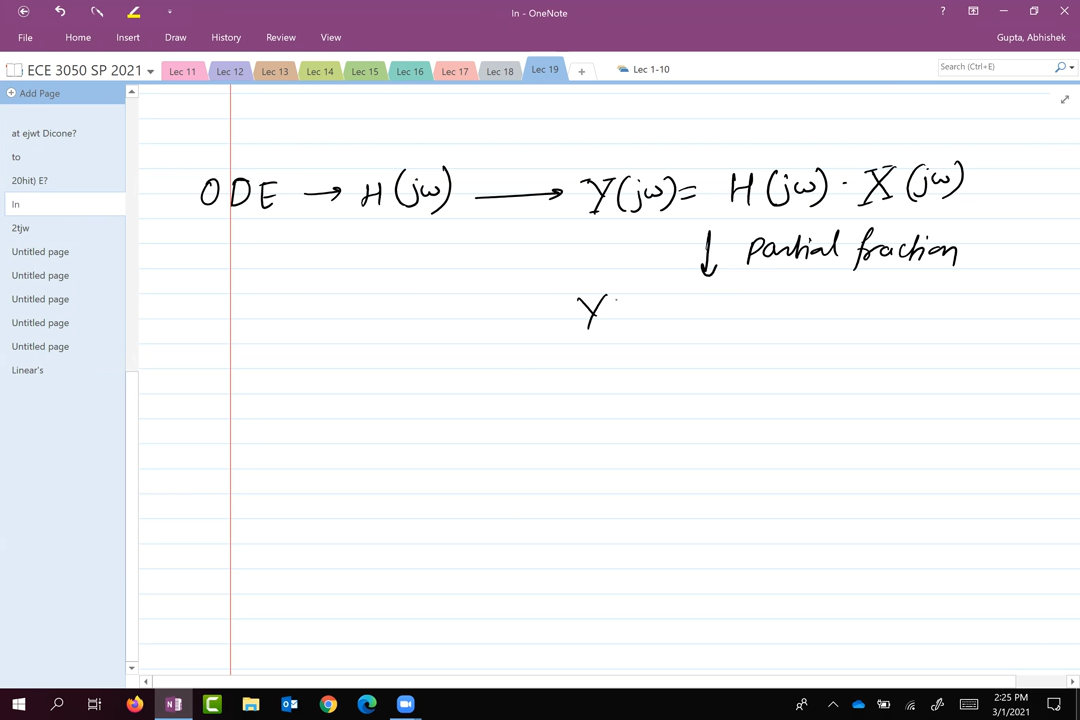 In - OneNote
? Gupta, Abhishek
File Home Insert Draw History Review View
ECE 3050 SP 2021 Lec 11 Lec 12 Lec 13 Lec 14 Lec 15 Lec 16 Lec 17 Lec 18 Lec 19 + Lec 1-10 Search (Ctrl+E)
Add Page
at ejwt Dicone?
to
20hit) E?
In
2tjw
Untitled page
Untitled page
Untitled page
Untitled page
Untitled page
Linear's
ODE → H(jω) → Y(jω) = H(jω) · X(jω)
↓ Partial fraction
Y
2:25 PM
3/1/2021